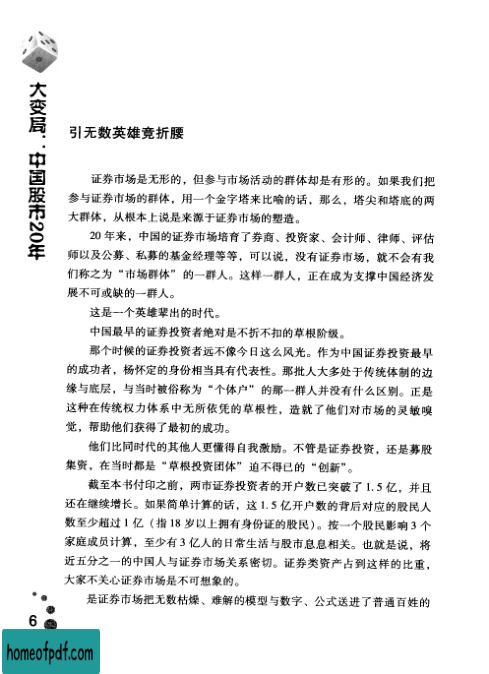 大变局：中国股市20年
引无数英雄竞折腰
证券市场是无形的，但参与市场活动的群体却是有形的。如果我们把
参与证券市场的群体，用一个金字塔来比喻的话，那么，塔尖和塔底的两
大群体，从根本上说是来源于证券市场的塑造。
20 年来，中国的证券市场培育了券商、投资家、会计师、律师、评估
师以及公募、私募的基金经理等等，可以说，没有证券市场，就不会有我
们称之为“市场群体”的一群人。这样一群人，正在成为支撑中国经济发
展不可或缺的一群人。
这是一个英雄辈出的时代。
中国最早的证券投资者绝对是不折不扣的草根阶级。
那个时候的证券投资者远不像今日这么风光。作为中国证券投资最早
的成功者，杨怀定的身份相当具有代表性。那批人大多处于传统体制的边
缘与底层，与当时被俗称为“个体户”的那一群人并没有什么区别。正是
这种在传统权力体系中无所依凭的草根性，造就了他们对市场的灵敏嗅
觉，帮助他们获得了最初的成功。
他们比同时代的其他人更懂得自我激励。不管是证券投资，还是募股
集资，在当时都是“草根投资团体”迫不得已的“创新”。
截至本书付印之前，两市证券投资者的开户数已突破了 1.5 亿，并且
还在继续增长。如果简单计算的话，这 1.5 亿开户数的背后对应的股民人
数至少超过 1 亿（指 18 岁以上拥有身份证的股民）。按一个股民影响 3 个
家庭成员计算，至少有 3 亿人的日常生活与股市息息相关。也就是说，将
近五分之一的中国人与证券市场关系密切。证券类资产占到这样的比重，
大家不关心证券市场是不可想象的。
是证券市场把无数枯燥、难解的模型与数字、公式送进了普通百姓的
6
homeofpdf.com